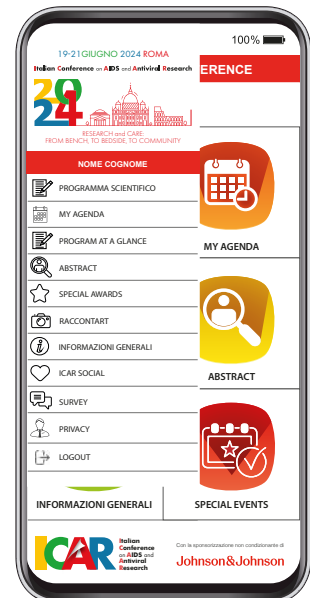 100%
19-21GIUGNO 2024 ROMA
Italian Conference on AIDS and Antiviral Research
ERENCE
2024
RESEARCH and CARE:
FROM BENCH, TO BEDSIDE, TO COMMUNITY
NOME COGNOME
PROGRAMMA SCIENTIFICO
MY AGENDA
PROGRAM AT A GLANCE
MY AGENDA
ABSTRACT
SPECIAL AWARDS
RACCONTART
INFORMAZIONI GENERALI
ICAR SOCIAL
ABSTRACT
SURVEY
PRIVACY
LOGOUT
INFORMAZIONI GENERALI
SPECIAL EVENTS
ICAR
Italian
Conference
on AIDS and
Antiviral
Research
Con la sponsorizzazione non condizionante di
Johnson&Johnson